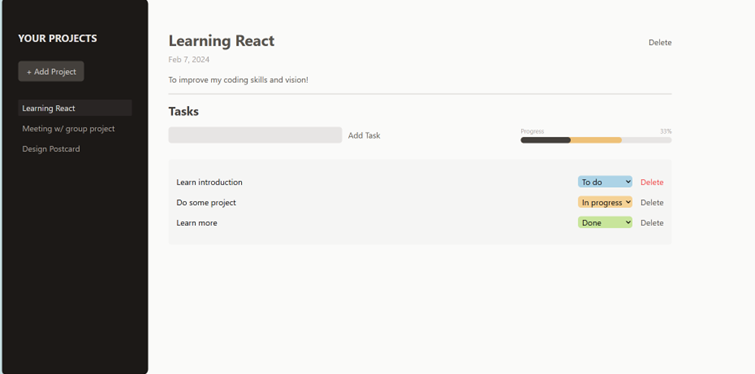 YOUR PROJECTS
+ Add Project
Learning React
Meeting w/ group project
Design Postcard
Learning React
Delete
Feb 7, 2024
To improve my coding skills and vision!
Tasks
Add Task
Progress 33%
Learn introduction To do Delete
Do some project In progress Delete
Learn more Done Delete